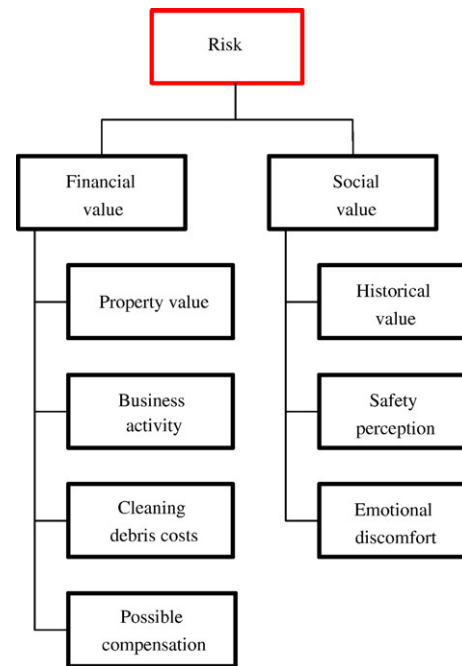 Risk
Financial
value
Social
value
Property value
Historical
value
Business
activity
Safety
perception
Cleaning
debris costs
Emotional
discomfort
Possible
compensation